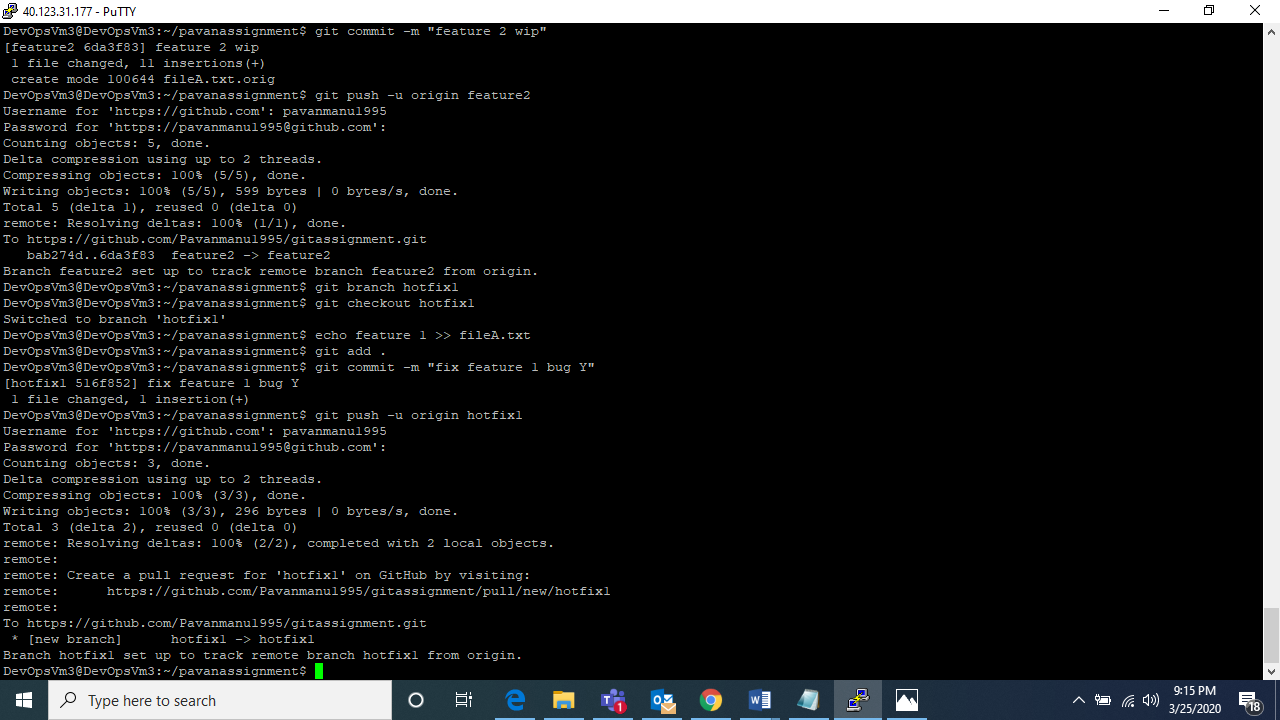 40.123.31.177 - PuTTY
DevOpsVm3@DevOpsVm3:~/pavanassignment$ git commit -m "feature 2 wip"
[feature2 6da3f83] feature 2 wip
 1 file changed, 11 insertions(+)
 create mode 100644 fileA.txt.orig
DevOpsVm3@DevOpsVm3:~/pavanassignment$ git push -u origin feature2
Username for 'https://github.com': pavanmanu1995
Password for 'https://pavanmanu1995@github.com':
Counting objects: 5, done.
Delta compression using up to 2 threads.
Compressing objects: 100% (5/5), done.
Writing objects: 100% (5/5), 599 bytes | 0 bytes/s, done.
Total 5 (delta 1), reused 0 (delta 0)
remote: Resolving deltas: 100% (1/1), done.
To https://github.com/Pavanmanu1995/gitassignment.git
   bab274d..6da3f83  feature2 -> feature2
Branch feature2 set up to track remote branch feature2 from origin.
DevOpsVm3@DevOpsVm3:~/pavanassignment$ git branch hotfix1
DevOpsVm3@DevOpsVm3:~/pavanassignment$ git checkout hotfix1
Switched to branch 'hotfix1'
DevOpsVm3@DevOpsVm3:~/pavanassignment$ echo feature 1 >> fileA.txt
DevOpsVm3@DevOpsVm3:~/pavanassignment$ git add .
DevOpsVm3@DevOpsVm3:~/pavanassignment$ git commit -m "fix feature 1 bug Y"
[hotfix1 516f852] fix feature 1 bug Y
 1 file changed, 1 insertion(+)
DevOpsVm3@DevOpsVm3:~/pavanassignment$ git push -u origin hotfix1
Username for 'https://github.com': pavanmanu1995
Password for 'https://pavanmanu1995@github.com':
Counting objects: 3, done.
Delta compression using up to 2 threads.
Compressing objects: 100% (3/3), done.
Writing objects: 100% (3/3), 296 bytes | 0 bytes/s, done.
Total 3 (delta 2), reused 0 (delta 0)
remote: Resolving deltas: 100% (2/2), completed with 2 local objects.
remote:
remote: Create a pull request for 'hotfix1' on GitHub by visiting:
remote:      https://github.com/Pavanmanu1995/gitassignment/pull/new/hotfix1
remote:
To https://github.com/Pavanmanu1995/gitassignment.git
 * [new branch]      hotfix1 -> hotfix1
Branch hotfix1 set up to track remote branch hotfix1 from origin.
DevOpsVm3@DevOpsVm3:~/pavanassignment$
Type here to search
1
9:15 PM
3/25/2020
18